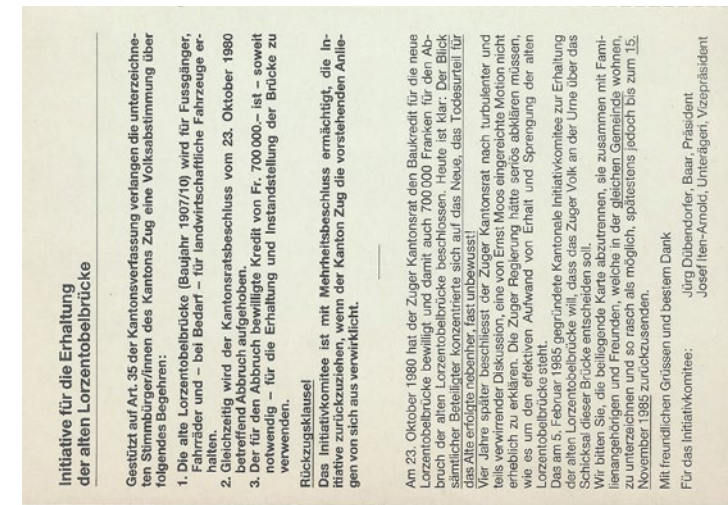 Initiative für die Erhaltung
der alten Lorzentobelbrücke
Gestützt auf Art. 35 der Kantonsverfassung verlangen die unterzeichne-
ten Stimmbürger/innen des Kantons Zug eine Volksabstimmung über
folgendes Begehren:
1. Die alte Lorzentobelbrücke (Baujahr 1907/10) wird für Fussgänger,
Fahrräder und – bei Bedarf – für landwirtschaftliche Fahrzeuge er-
halten.
2. Gleichzeitig wird der Kantonsratsbeschluss vom 23. Oktober 1980
betreffend Abbruch aufgehoben.
3. Der für den Abbruch bewilligte Kredit von Fr. 700 000,– ist – soweit
notwendig – für die Erhaltung und Instandstellung der Brücke zu
verwenden.
Rückzugsklausel
Das Initiativkomitee ist mit Mehrheitsbeschluss ermächtigt, die In-
itiative zurückzuziehen, wenn der Kanton Zug die vorstehenden Anlie-
gen von sich aus verwirklicht.
Am 23. Oktober 1980 hat der Zuger Kantonsrat den Baukredit für die neue
Lorzentobelbrücke bewilligt und damit auch 700 000 Franken für den Ab-
bruch der alten Lorzentobelbrücke beschlossen. Heute ist klar: Der Blick
sämtlicher Beteiligter konzentrierte sich auf das Neue, das Todesurteil für
das Alte erfolgte nebenher, fast unbewusst!
Vier Jahre später beschliesst der Zuger Kantonsrat nach turbulenter und
teils verwirrender Diskussion, eine von Ernst Moos eingereichte Motion nicht
erheblich zu erklären. Die Zuger Regierung hätte seriös abklären müssen,
wie es um den effektiven Aufwand von Erhalt und Sprengung der alten
Lorzentobelbrücke steht.
Das am 5. Februar 1985 gegründete Kantonale Initiativkomitee zur Erhaltung
der alten Lorzentobelbrücke will, dass das Zuger Volk an der Urne über das
Schicksal dieser Brücke entscheiden soll.
Wir bitten Sie, die beiliegende Karte abzutrennen, sie zusammen mit Fami-
lienangehörigen und Freunden, welche in der gleichen Gemeinde wohnen,
zu unterzeichnen und so rasch als möglich, spätestens jedoch bis zum 15.
November 1985 zurückzusenden.
Mit freundlichen Grüssen und bestem Dank
Für das Initiativkomitee: Jürg Dübendorfer, Baar, Präsident
Josef Iten-Arnold, Unterägeri, Vizepräsident